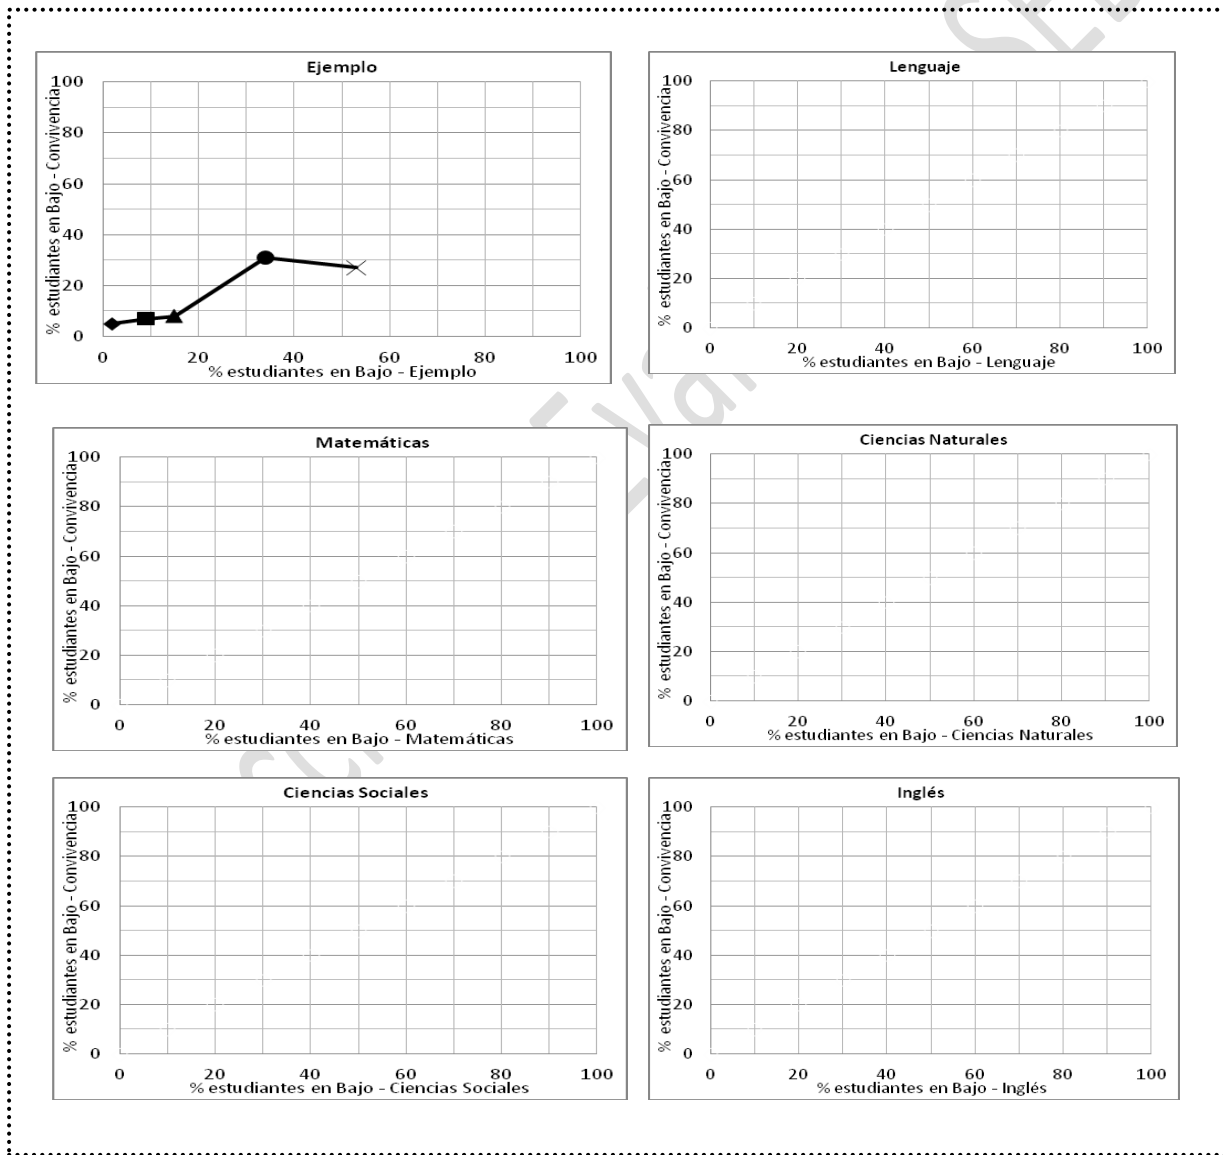 Ejemplo
% estudiantes en Bajo - Convivencia
100
80
60
40
20
0
0 20 40 60 80 100
% estudiantes en Bajo - Ejemplo
Lenguaje
% estudiantes en Bajo - Convivencia
100
80
60
40
20
0
0 20 40 60 80 100
% estudiantes en Bajo - Lenguaje
Matemáticas
% estudiantes en Bajo - Convivencia
100
80
60
40
20
0
0 20 40 60 80 100
% estudiantes en Bajo - Matemáticas
Ciencias Naturales
% estudiantes en Bajo - Convivencia
100
80
60
40
20
0
0 20 40 60 80 100
% estudiantes en Bajo - Ciencias Naturales
Ciencias Sociales
% estudiantes en Bajo - Convivencia
100
80
60
40
20
0
0 20 40 60 80 100
% estudiantes en Bajo - Ciencias Sociales
Inglés
% estudiantes en Bajo - Convivencia
100
80
60
40
20
0
0 20 40 60 80 100
% estudiantes en Bajo - Inglés